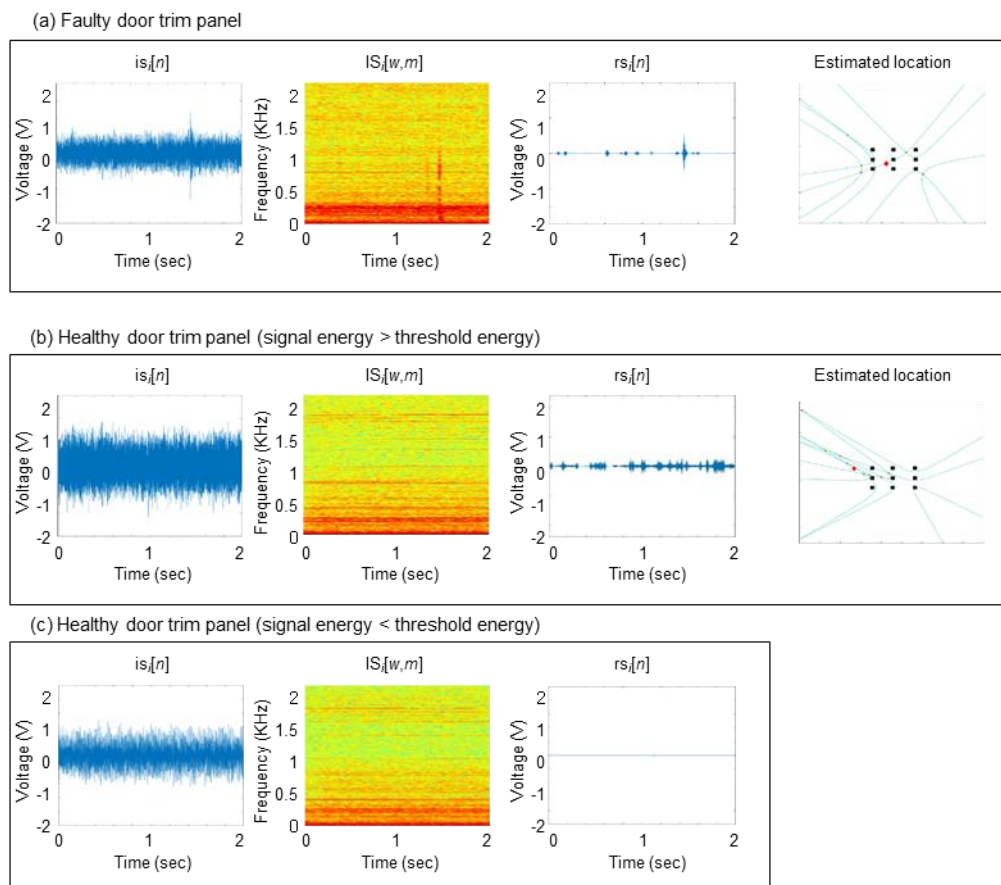 (a) Faulty door trim panel
isᵢ[n]
ISᵢ[w,m]
rsᵢ[n]
Estimated location
Voltage (V)
2
1
0
-1
-2
0 1 2
Time (sec)
Frequency (KHz)
2
1.5
1
0.5
0
0 1 2
Time (sec)
Voltage (V)
2
1
0
-1
-2
0 1 2
Time (sec)
(b) Healthy door trim panel (signal energy > threshold energy)
isᵢ[n]
ISᵢ[w,m]
rsᵢ[n]
Estimated location
Voltage (V)
2
1
0
-1
-2
0 1 2
Time (sec)
Frequency (KHz)
2
1.5
1
0.5
0
0 1 2
Time (sec)
Voltage (V)
2
1
0
-1
-2
0 1 2
Time (sec)
(c) Healthy door trim panel (signal energy < threshold energy)
isᵢ[n]
ISᵢ[w,m]
rsᵢ[n]
Voltage (V)
2
1
0
-1
-2
0 1 2
Time (sec)
Frequency (KHz)
2
1.5
1
0.5
0
0 1 2
Time (sec)
Voltage (V)
2
1
0
-1
-2
0 1 2
Time (sec)